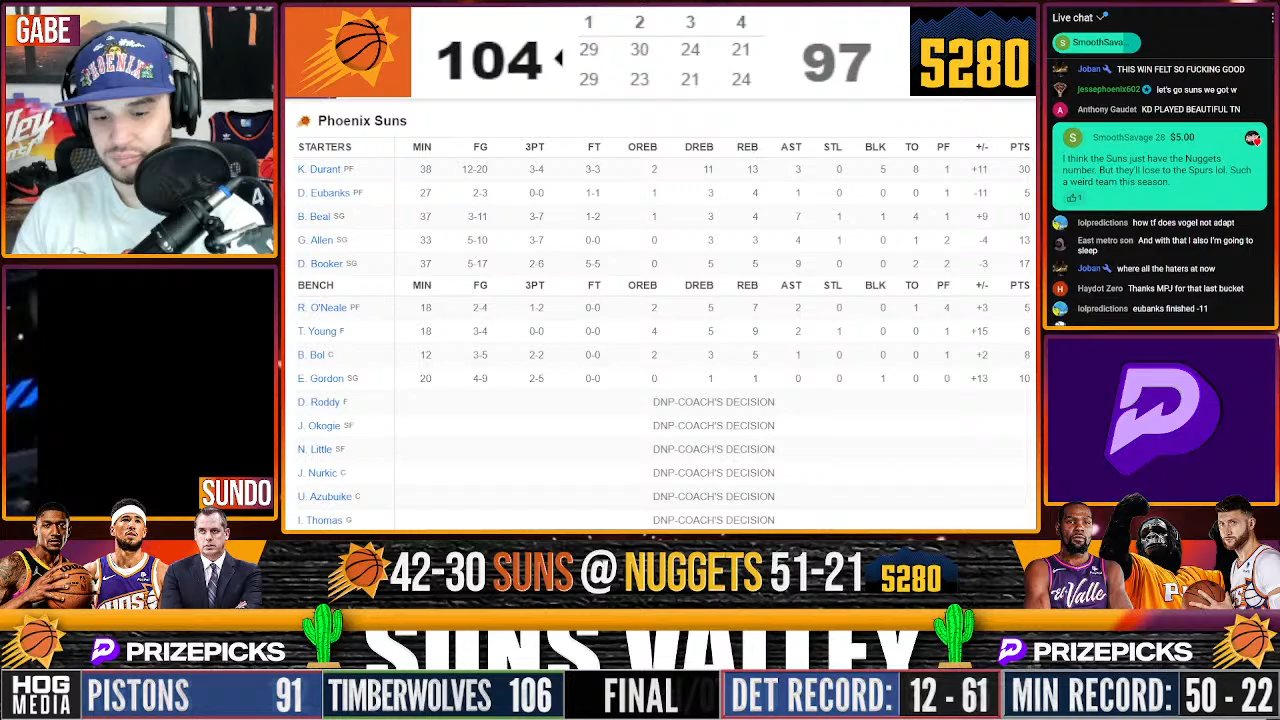 GABE
PHOENIX
SUNDO
104
1 2 3 4
29 30 24 21
29 23 21 24
97
5280
Phoenix Suns
STARTERS MIN FG 3PT FT OREB DREB REB AST STL BLK TO PF +/- PTS
K. Durant PF 38 12-20 3-4 3-3 2 11 13 3 0 5 8 1 +11 30
D. Eubanks PF 27 2-3 0-0 1-1 1 3 4 1 0 0 0 1 -11 5
B. Beal SG 37 3-11 3-7 1-2 1 3 4 7 1 1 4 1 +9 10
G. Allen SG 33 5-10 3-7 0-0 0 3 3 4 1 0 1 2 -4 13
D. Booker SG 37 5-17 2-6 5-5 0 5 5 9 0 0 2 2 -3 17
BENCH MIN FG 3PT FT OREB DREB REB AST STL BLK TO PF +/- PTS
R. O'Neale PF 18 2-4 1-2 0-0 2 5 7 2 0 0 1 4 +3 5
T. Young F 18 3-4 0-0 0-0 4 5 9 2 1 0 0 1 +15 6
B. Bol C 12 3-5 2-2 0-0 2 3 5 1 0 0 0 1 +2 8
E. Gordon SG 20 4-9 2-5 0-0 0 1 1 0 0 1 0 0 +13 10
D. Roddy F DNP-COACH'S DECISION
J. Okogie SF DNP-COACH'S DECISION
N. Little SF DNP-COACH'S DECISION
J. Nurkic C DNP-COACH'S DECISION
U. Azubuike C DNP-COACH'S DECISION
I. Thomas G DNP-COACH'S DECISION
Live chat
S SmoothSava...
Joban THIS WIN FELT SO FUCKING GOOD
jessephoenix602 let's go suns we got w
A Anthony Gaudet KD PLAYED BEAUTIFUL TN
S SmoothSavage 28 $5.00
I think the Suns just have the Nuggets
number. But they'll lose to the Spurs lol. Such
a weird team this season.
1
lolpredictions how tf does vogel not adapt
East metro son And with that I also I'm going to
sleep
Joban where all the haters at now
H Haydot Zero Thanks MPJ for that last bucket
lolpredictions eubanks finished -11
42-30 SUNS @ NUGGETS 51-21 5280
PRIZEPICKS SUNS VALLEY PRIZEPICKS
HOG
MEDIA
PISTONS 91 TIMBERWOLVES 106 FINAL DET RECORD: 12 - 61 MIN RECORD: 50 - 22